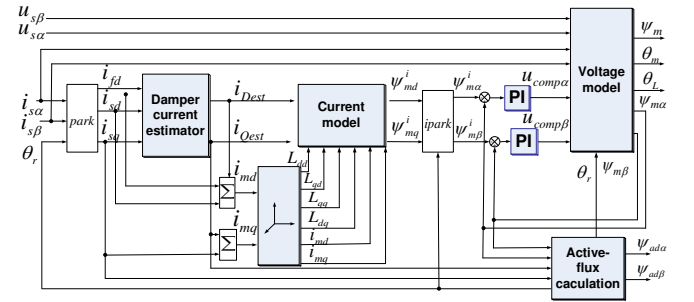 u_sβ
u_sα
i_sα
i_sβ
θ_r
park
i_fd
i_sd
i_sq
Damper
current
estimator
i_Dest
i_Qest
Current
model
ψ^i_md
ψ^i_mq
ipark
ψ^i_mα
ψ^i_mβ
PI
PI
u_compα
u_compβ
Voltage
model
ψ_m
θ_m
θ_L
ψ_mα
ψ_mβ
θ_r
Σ
Σ
i_md
i_mq
L_dd
L_qd
L_qq
L_dq
i_md
i_mq
Active-
flux
caculation
ψ_adα
ψ_adβ